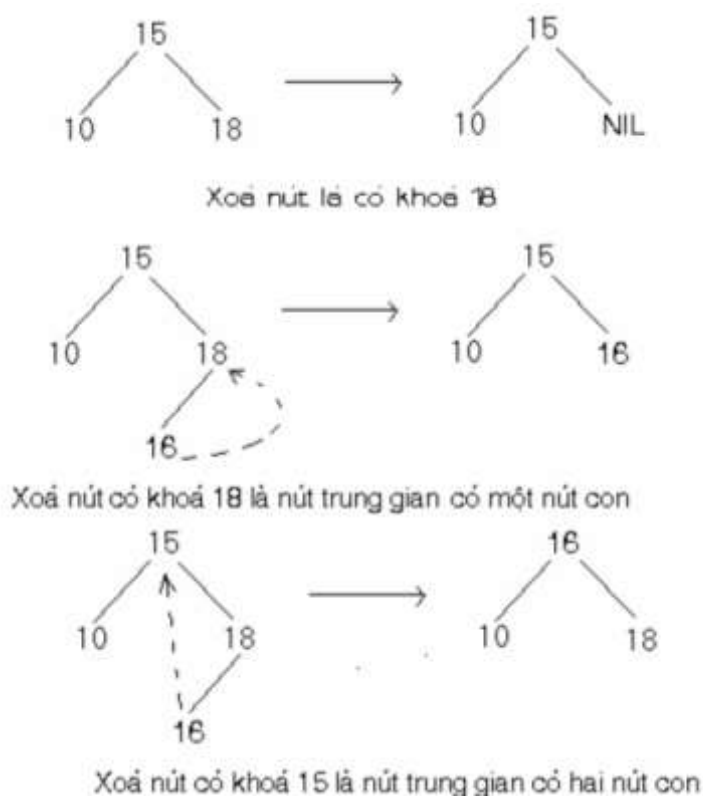 15 15
10 18 10 NIL
Xoá nút lá có khoá 18
15 15
10 18 10 16
16
Xoá nút có khoá 18 là nút trung gian có một nút con
15 16
10 18 10 18
16
Xoá nút có khoá 15 là nút trung gian có hai nút con